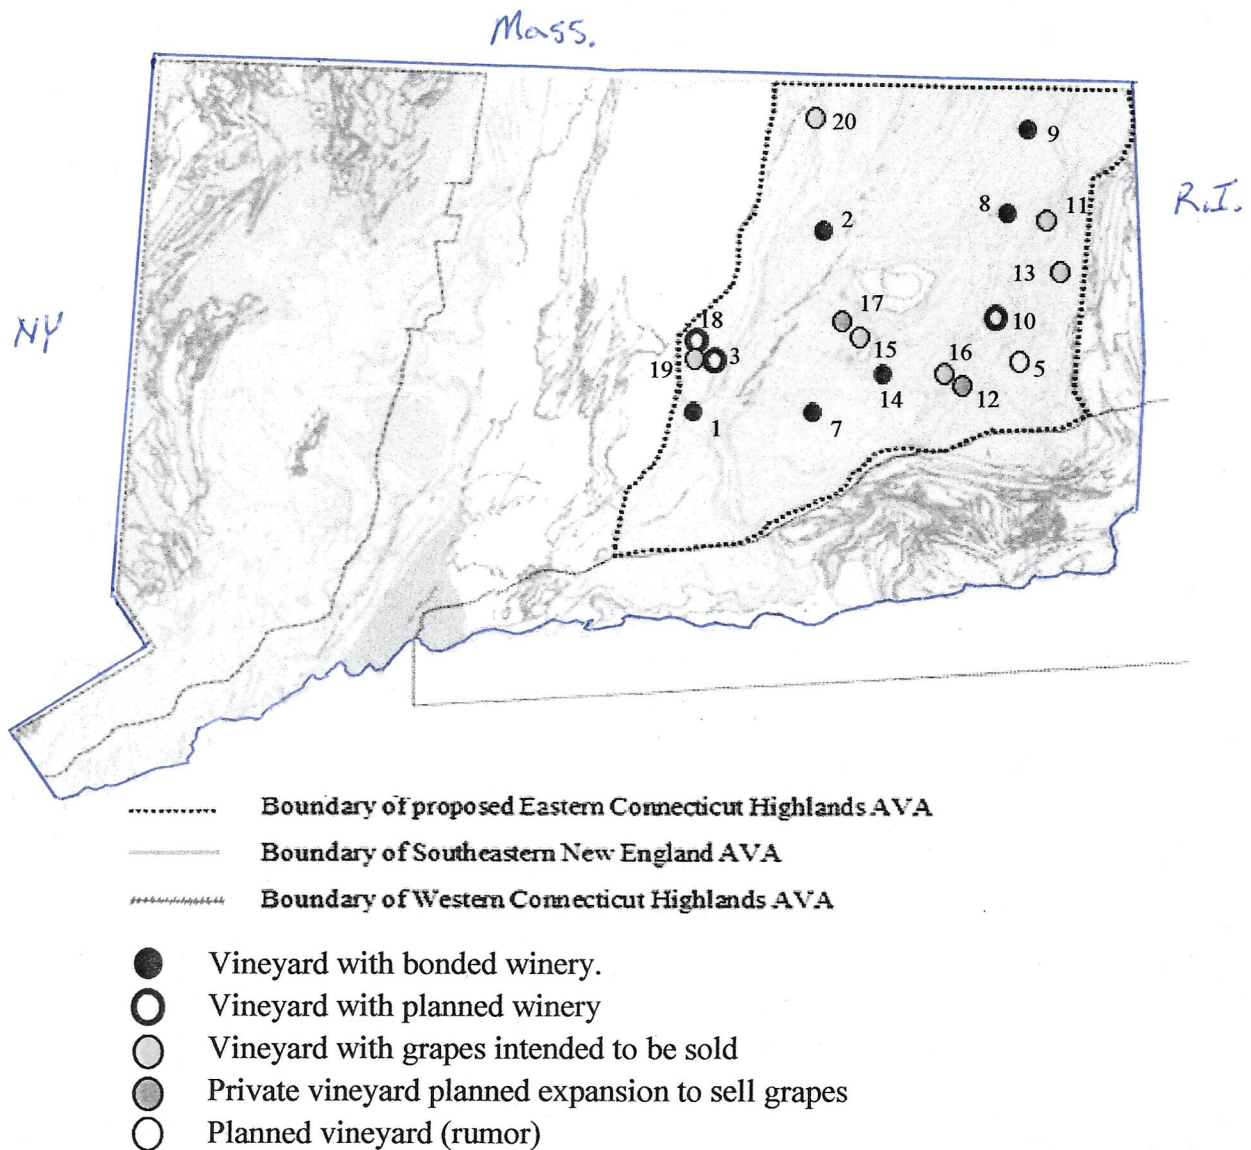 Mass.
20
9
8
11
R.I.
2
13
17
NY
18
10
15
16
19
3
5
14
12
1
7
Boundary of proposed Eastern Connecticut Highlands AVA
Boundary of Southeastern New England AVA
Boundary of Western Connecticut Highlands AVA
Vineyard with bonded winery.
Vineyard with planned winery
Vineyard with grapes intended to be sold
Private vineyard planned expansion to sell grapes
Planned vineyard (rumor)